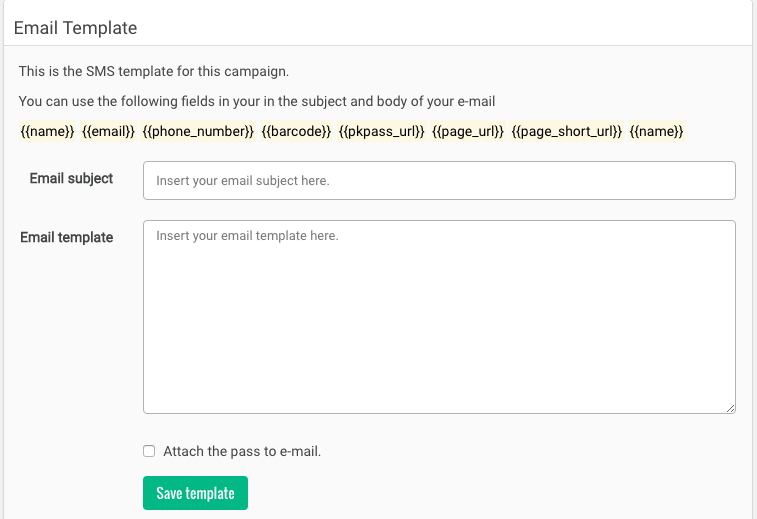 Email Template
This is the SMS template for this campaign.
You can use the following fields in your in the subject and body of your e-mail
{{name}} {{email}} {{phone_number}} {{barcode}} {{pkpass_url}} {{page_url}} {{page_short_url}} {{name}}
Email subject
Insert your email subject here.
Email template
Insert your email template here.
Attach the pass to e-mail.
Save template